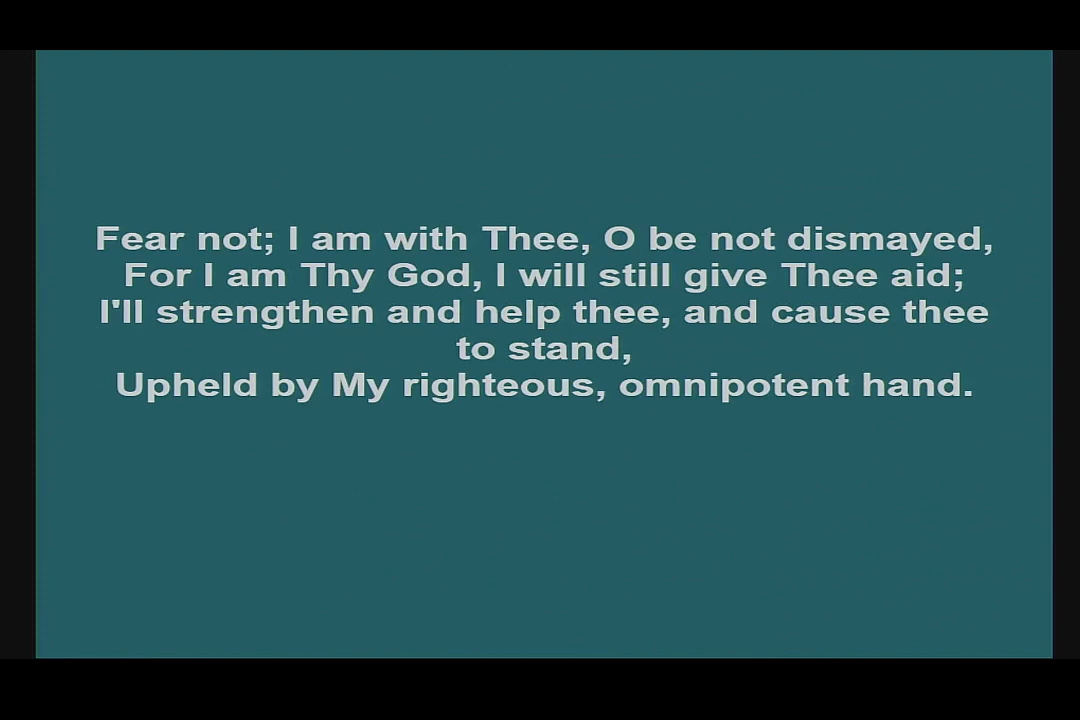 Fear not; I am with Thee, O be not dismayed,
For I am Thy God, I will still give Thee aid;
I'll strengthen and help thee, and cause thee
to stand,
Upheld by My righteous, omnipotent hand.